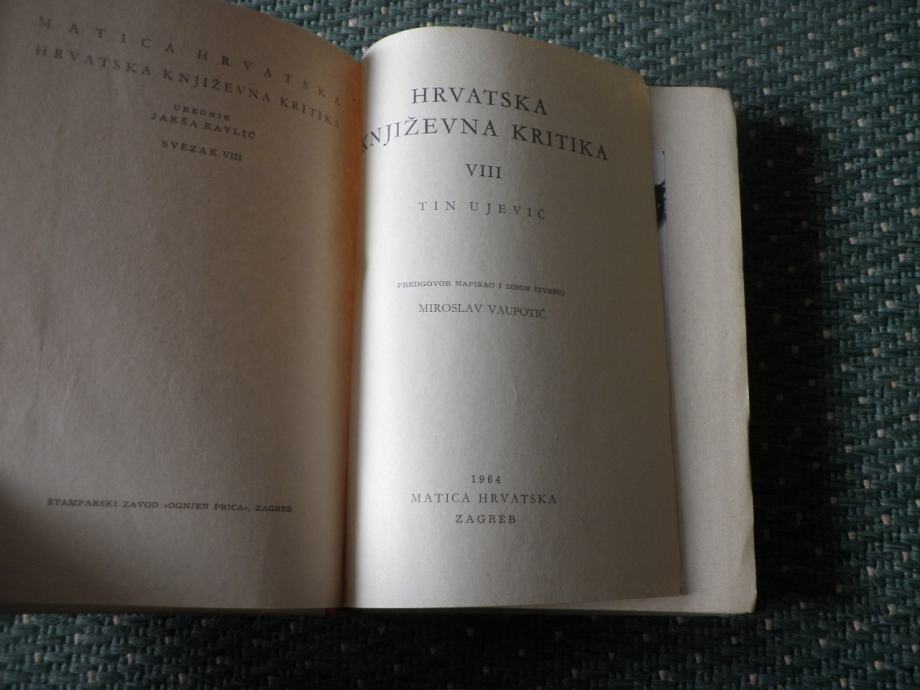 MATICA HRVATSKA
HRVATSKA KNJIŽEVNA KRITIKA
UREDNIK
JAKŠA RAVLIĆ
SVEZAK VIII
ŠTAMPARSKI ZAVOD »OGNJEN PRICA«, ZAGREB
HRVATSKA
KNJIŽEVNA KRITIKA
VIII
TIN UJEVIĆ
PREDGOVOR NAPISAO I IZBOR IZVRŠIO
MIROSLAV VAUPOTIĆ
1964
MATICA HRVATSKA
ZAGREB